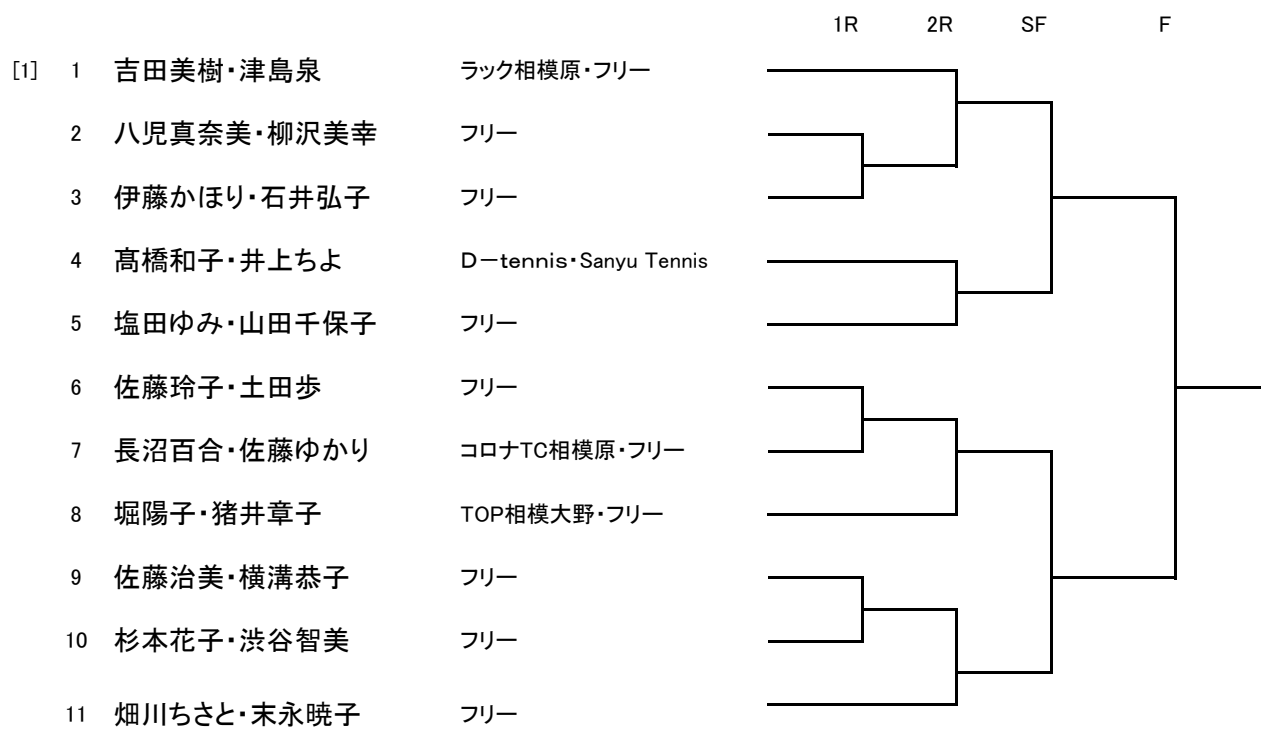 1R 2R SF F
[1] 1 吉田美樹・津島泉 ラック相模原・フリー
2 八児真奈美・柳沢美幸 フリー
3 伊藤かほり・石井弘子 フリー
4 髙橋和子・井上ちよ Ｄ－ｔｅｎｎｉｓ・Sanyu Tennis
5 塩田ゆみ・山田千保子 フリー
6 佐藤玲子・土田歩 フリー
7 長沼百合・佐藤ゆかり コロナTC相模原・フリー
8 堀陽子・猪井章子 TOP相模大野・フリー
9 佐藤治美・横溝恭子 フリー
10 杉本花子・渋谷智美 フリー
11 畑川ちさと・末永暁子 フリー